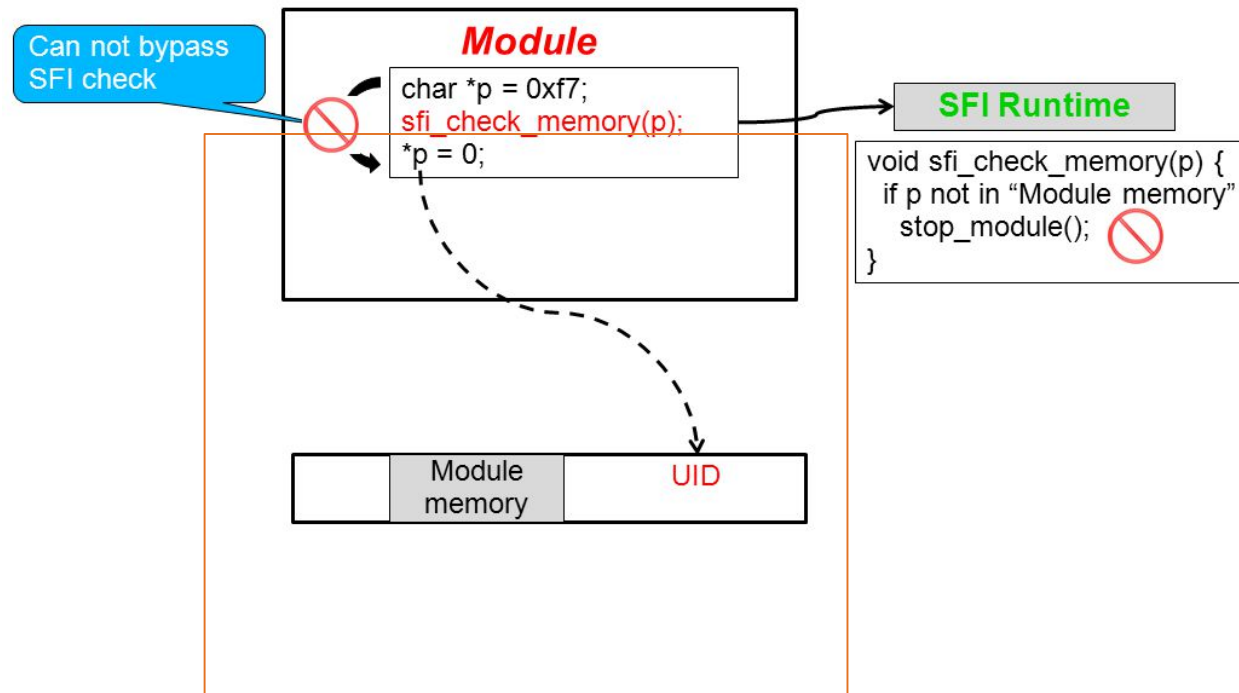 Can not bypass
SFI check
Module
char *p = 0xf7;
sfi_check_memory(p);
*p = 0;
SFI Runtime
void sfi_check_memory(p) {
if p not in “Module memory”
stop_module();
}
Module
memory
UID